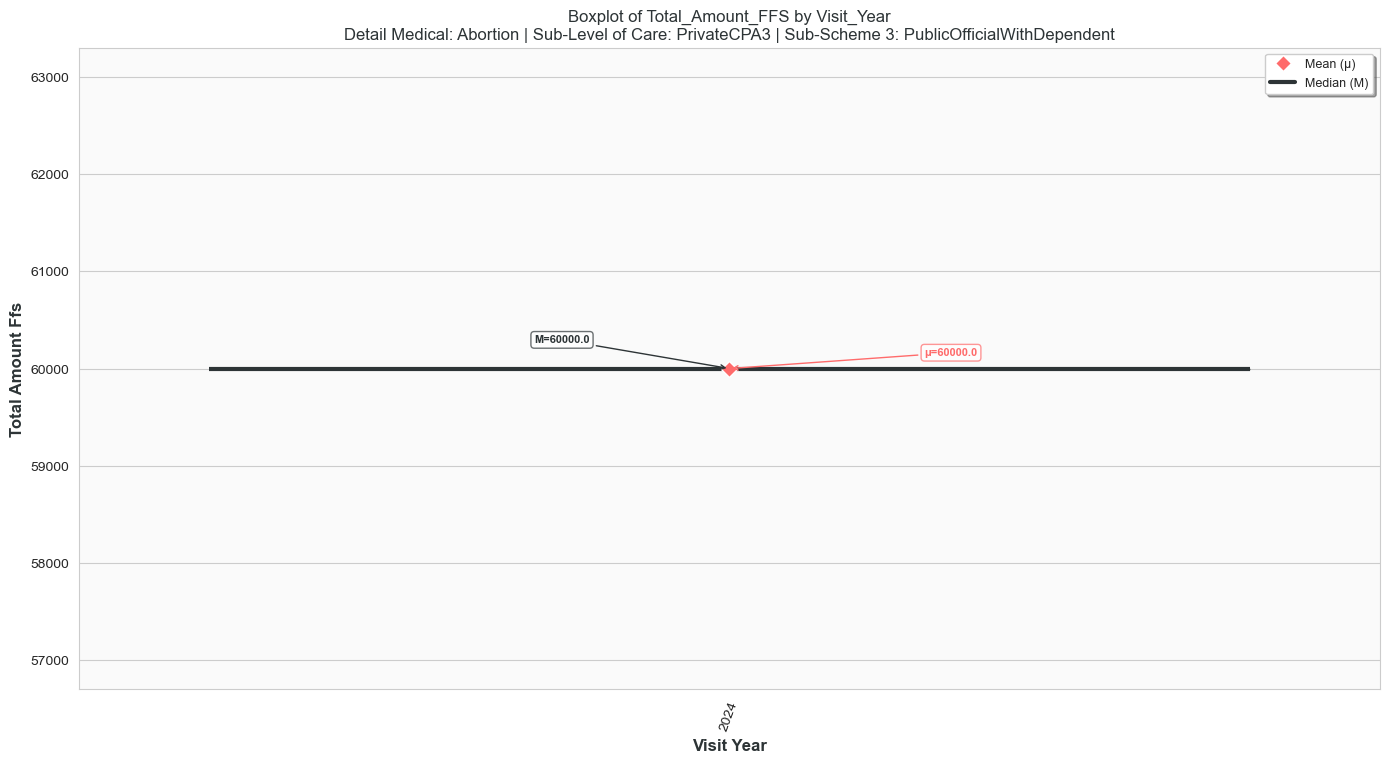 Boxplot of Total_Amount_FFS by Visit_Year
Detail Medical: Abortion | Sub-Level of Care: PrivateCPA3 | Sub-Scheme 3: PublicOfficialWithDependent
Mean (μ)
Median (M)
Total Amount Ffs
63000
62000
61000
60000
59000
58000
57000
M=60000.0
μ=60000.0
2024
Visit Year